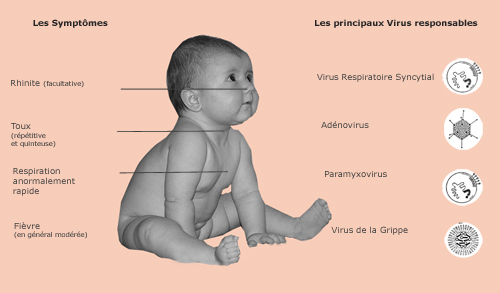 Les Symptômes
Les principaux Virus responsables
Rhinite (facultative)
Toux
(répétitive
et quinteuse)
Respiration
anormalement
rapide
Fièvre
(en général modérée)
Virus Respiratoire Syncytial
Adénovirus
Paramyxovirus
Virus de la Grippe